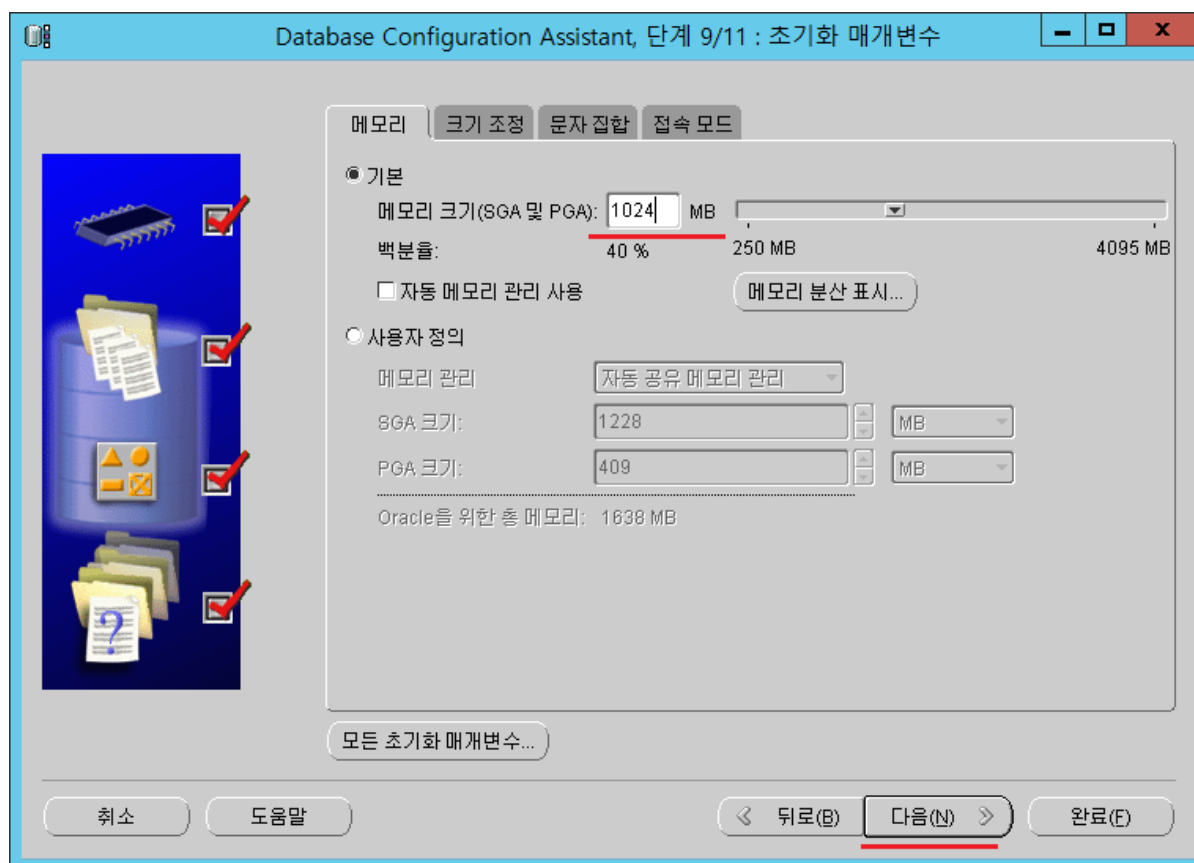 Database Configuration Assistant, 단계 9/11 : 초기화 매개변수
메모리 크기 조정 문자 집합 접속 모드
기본
메모리 크기(SGA 및 PGA): 1024 MB
백분율: 40 % 250 MB 4095 MB
자동 메모리 관리 사용 메모리 분산 표시...
사용자 정의
메모리 관리 자동 공유 메모리 관리
SGA 크기: 1228 MB
PGA 크기: 409 MB
Oracle을 위한 총 메모리: 1638 MB
?
모든 초기화 매개변수...
취소 도움말 뒤로(B) 다음(N) 완료(F)